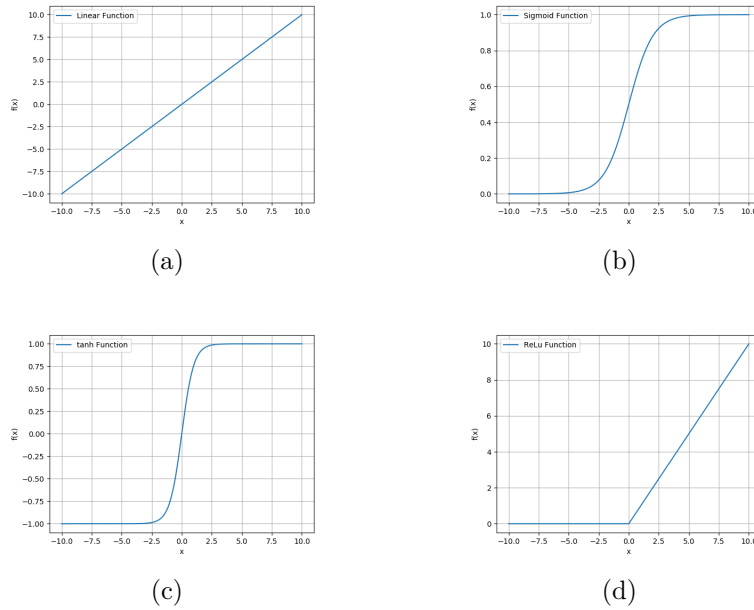 Linear Function
10.0
7.5
5.0
2.5
0.0
−2.5
−5.0
−7.5
−10.0
f(x)
−10.0 −7.5 −5.0 −2.5 0.0 2.5 5.0 7.5 10.0
x
(a)
Sigmoid Function
1.0
0.8
0.6
0.4
0.2
0.0
f(x)
−10.0 −7.5 −5.0 −2.5 0.0 2.5 5.0 7.5 10.0
x
(b)
tanh Function
1.00
0.75
0.50
0.25
0.00
−0.25
−0.50
−0.75
−1.00
f(x)
−10.0 −7.5 −5.0 −2.5 0.0 2.5 5.0 7.5 10.0
x
(c)
ReLu Function
10
8
6
4
2
0
f(x)
−10.0 −7.5 −5.0 −2.5 0.0 2.5 5.0 7.5 10.0
x
(d)